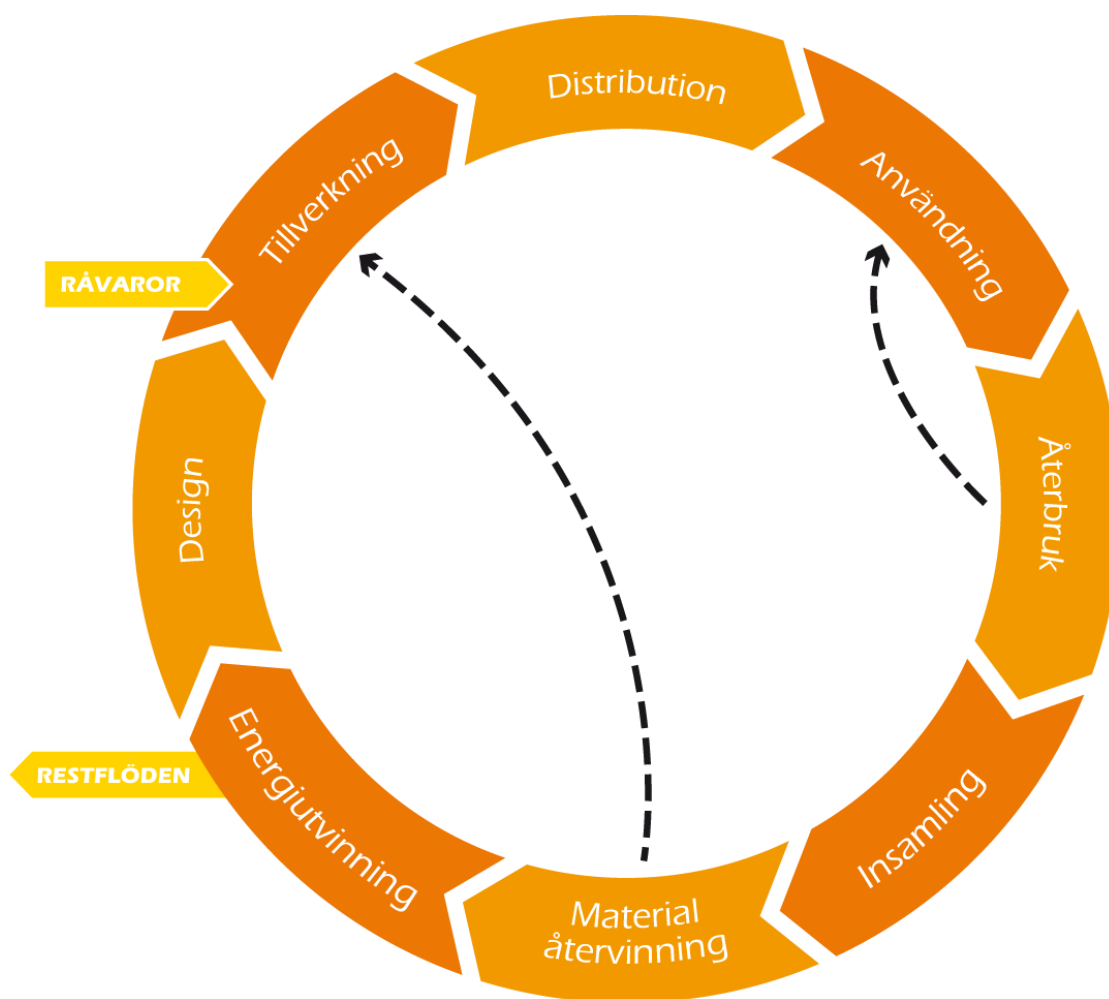 Distribution
Användning
Återbruk
Insamling
Material
återvinning
Energiutvinning
RESTFLÖDEN
Design
RÅVAROR
Tillverkning